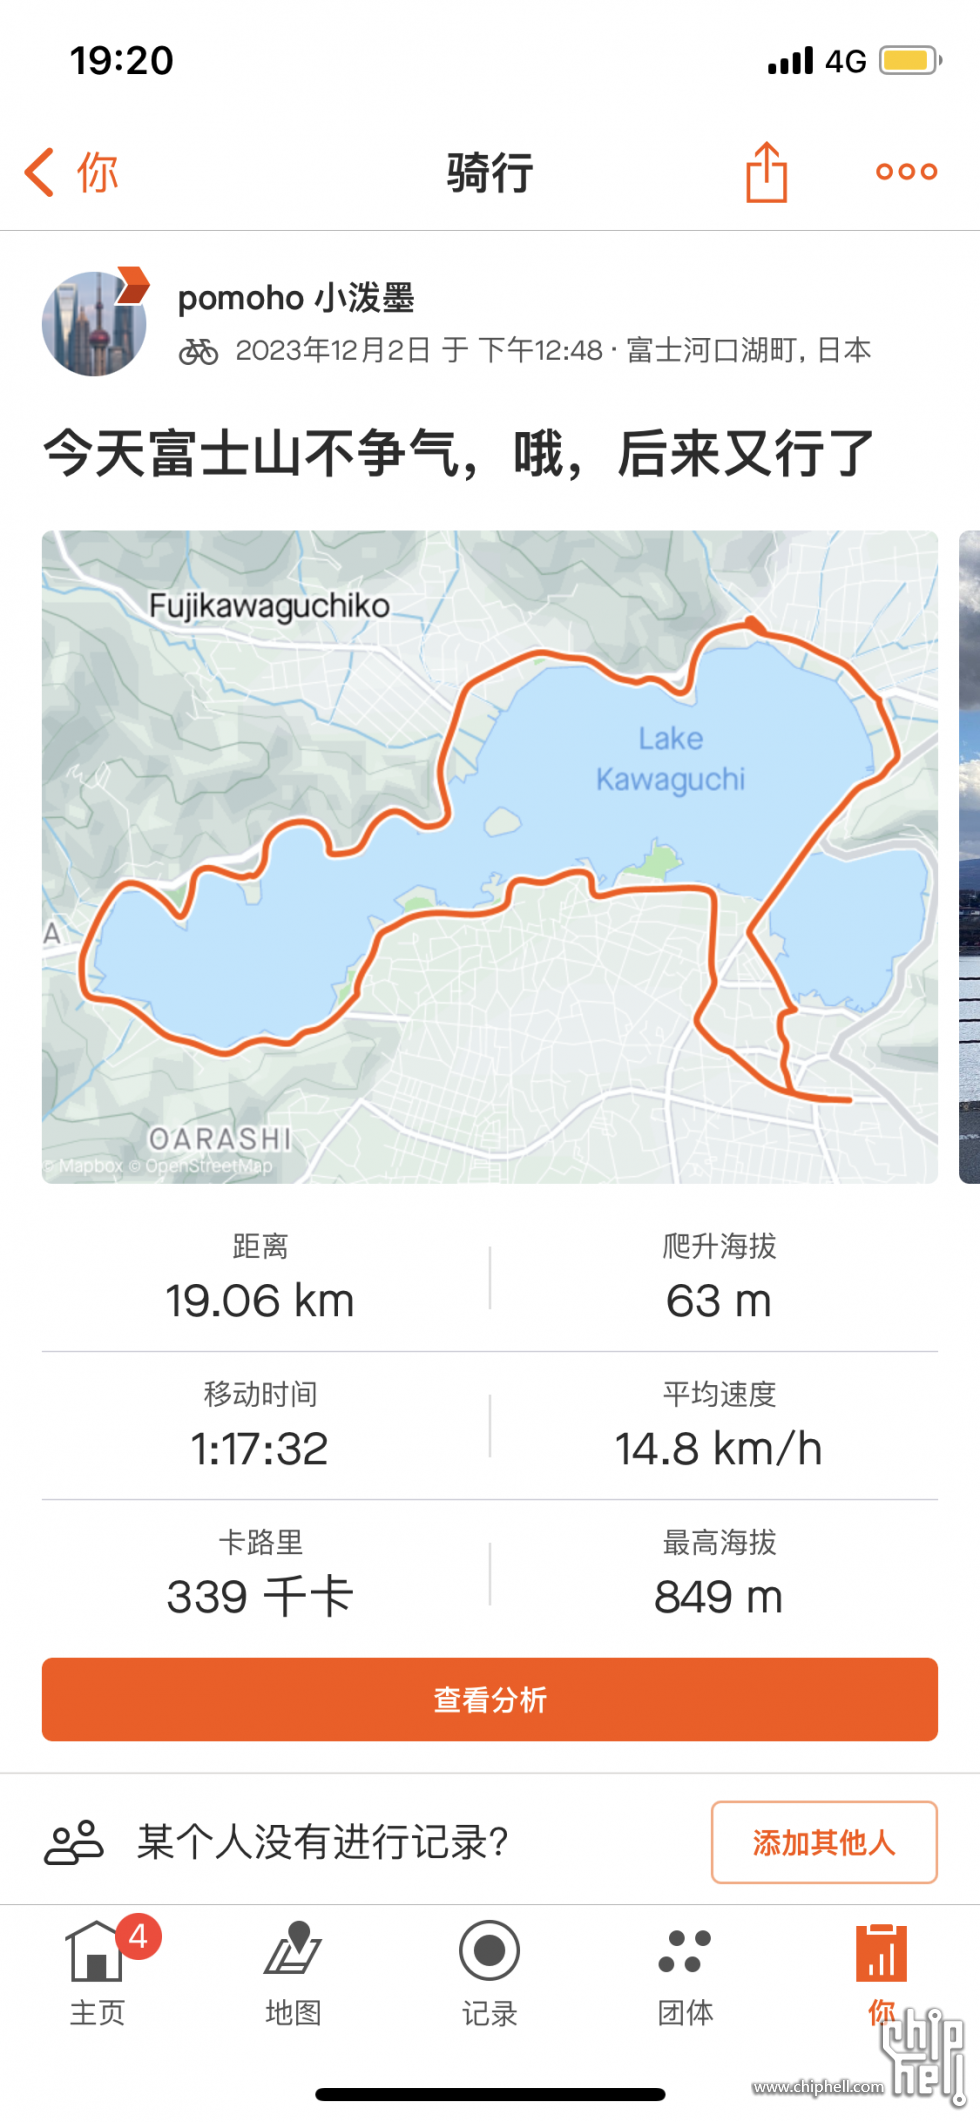 19:20 4G
你 骑行
pomoho 小泼墨
2023年12月2日 于 下午12:48 · 富士河口湖町, 日本
今天富士山不争气，哦，后来又行了
Fujikawaguchiko
Lake
Kawaguchi
A
OARASHI
© Mapbox © OpenStreetMap
距离 爬升海拔
19.06 km 63 m
移动时间 平均速度
1:17:32 14.8 km/h
卡路里 最高海拔
339 千卡 849 m
查看分析
某个人没有进行记录? 添加其他人
4
主页 地图 记录 团体 你
www.chiphell.com
chip
hell